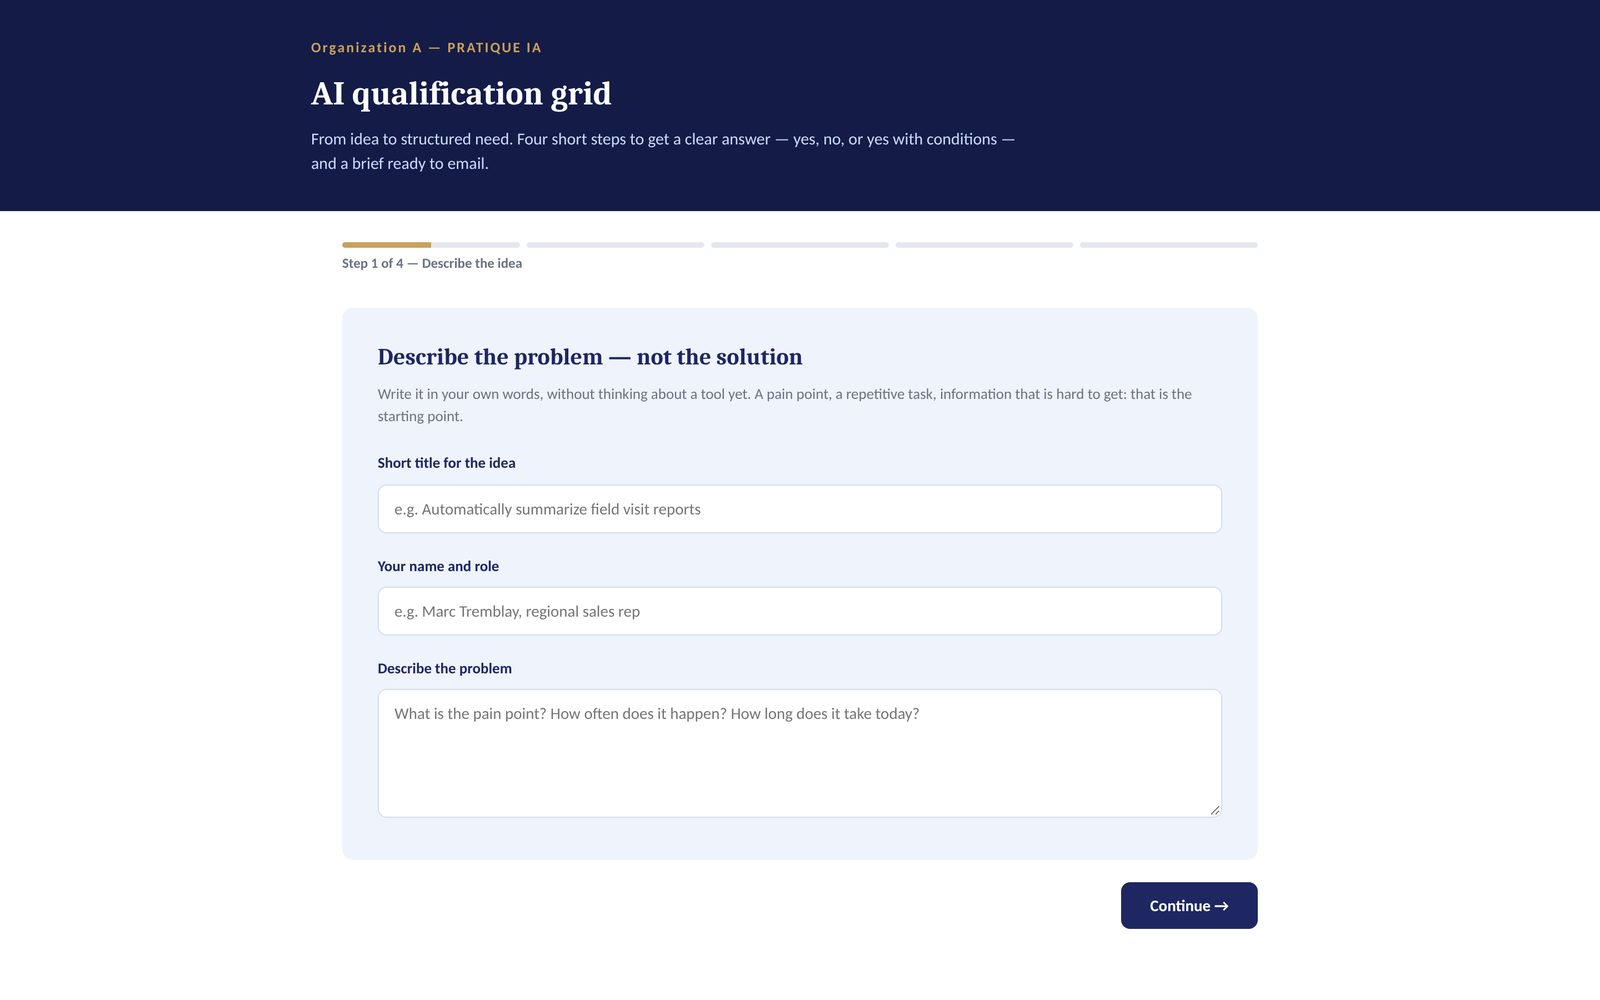 Organization A — PRATIQUE IA
AI qualification grid
From idea to structured need. Four short steps to get a clear answer — yes, no, or yes with conditions —
and a brief ready to email.
Step 1 of 4 — Describe the idea
Describe the problem — not the solution
Write it in your own words, without thinking about a tool yet. A pain point, a repetitive task, information that is hard to get: that is the
starting point.
Short title for the idea
e.g. Automatically summarize field visit reports
Your name and role
e.g. Marc Tremblay, regional sales rep
Describe the problem
What is the pain point? How often does it happen? How long does it take today?
Continue →